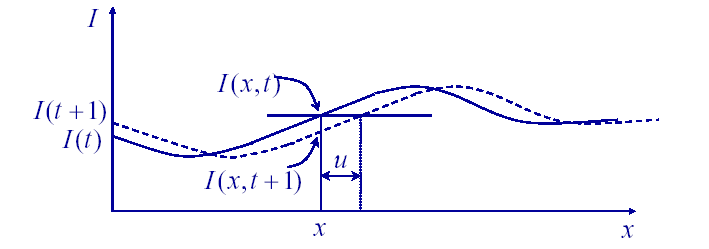 I
I(x,t)
I(t+1)
I(t)
I(x,t+1)
u
x
x